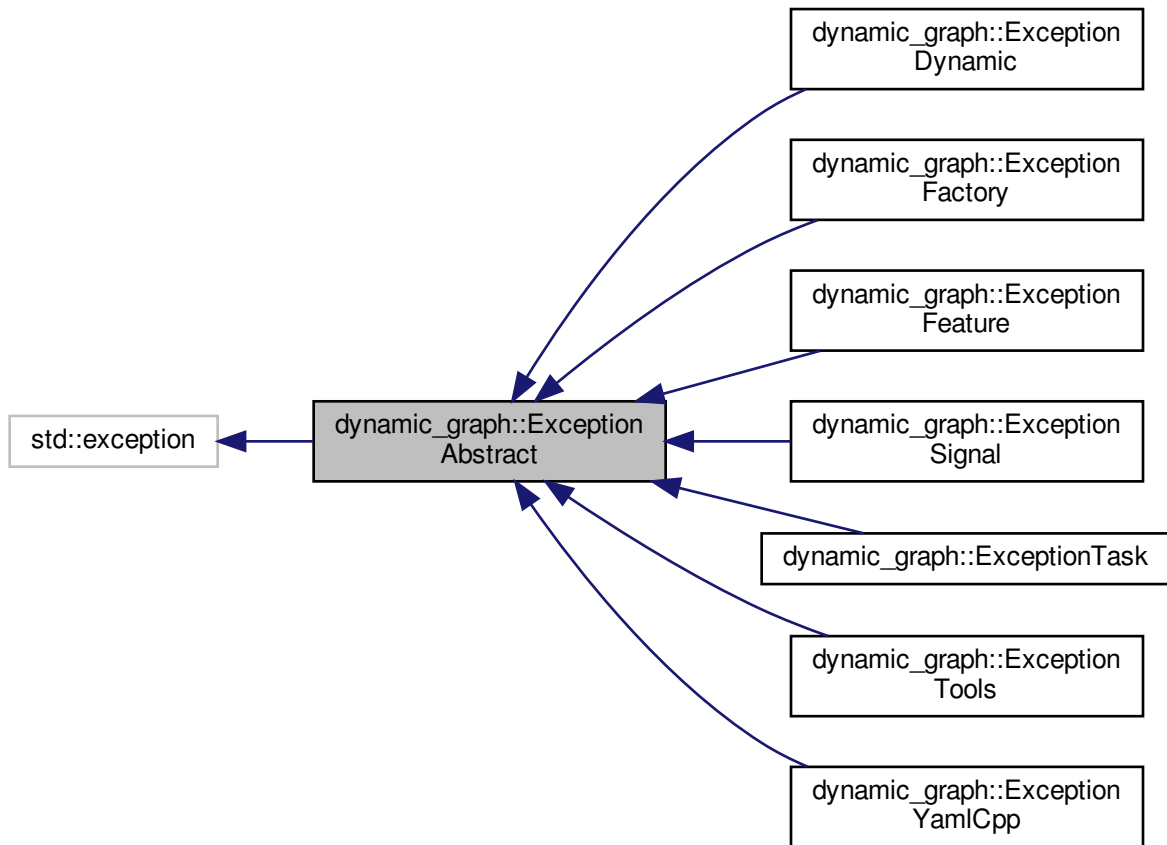 std::exception
dynamic_graph::Exception
Abstract
dynamic_graph::Exception
Dynamic
dynamic_graph::Exception
Factory
dynamic_graph::Exception
Feature
dynamic_graph::Exception
Signal
dynamic_graph::ExceptionTask
dynamic_graph::Exception
Tools
dynamic_graph::Exception
YamlCpp